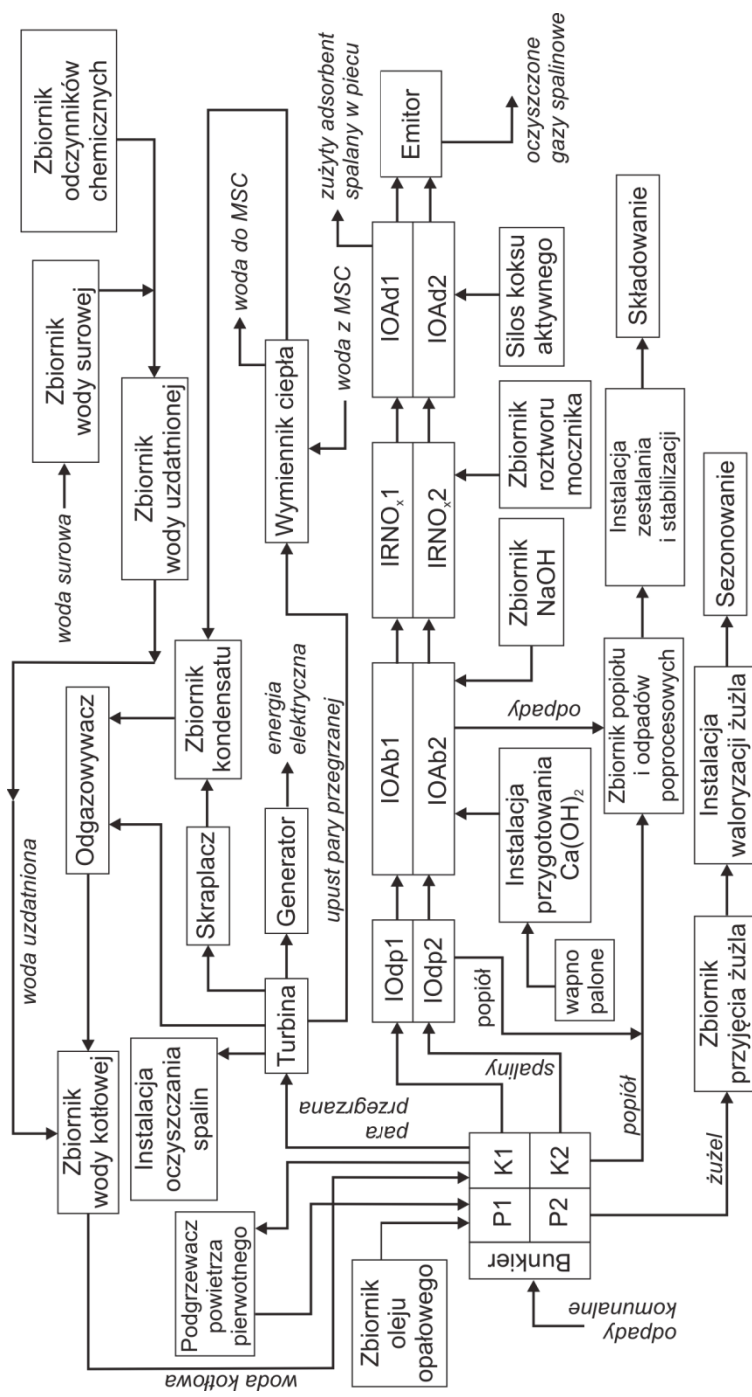 Zbiornik
odczynników
chemicznych
Zbiornik
wody surowej
woda surowa
Zbiornik
wody uzdatnionej
woda uzdatniona
Zbiornik
wody kotłowej
Odgazowywacz
Zbiornik
kondensatu
Skraplacz
Instalacja
oczyszczania
spalin
Turbina
Generator
energia
elektryczna
upust pary przegrzanej
Wymiennik ciepła
woda do MSC
woda z MSC
Podgrzewacz
powietrza
pierwotnego
woda kotłowa
para
przegrzana
Zbiornik
oleju
opałowego
odpady
komunalne
Bunkier
P1
K1
P2
K2
spaliny
IOdp1
IOdp2
IOAb1
IOAb2
IRNOx1
IRNOx2
IOAd1
IOAd2
Emitor
zużyty adsorbent
spalany w piecu
oczyszczone
gazy spalinowe
popiół
wapno
palone
Instalacja
przygotowania
Ca(OH)2
odpady
Zbiornik
NaOH
Zbiornik
roztworu
mocznika
Silos koksu
aktywnego
popiół
Zbiornik popiołu
i odpadów
poprocesowych
Instalacja
zestalania
i stabilizacji
Składowanie
żużel
Zbiornik
przyjęcia żużla
Instalacja
waloryzacji żużla
Sezonowanie